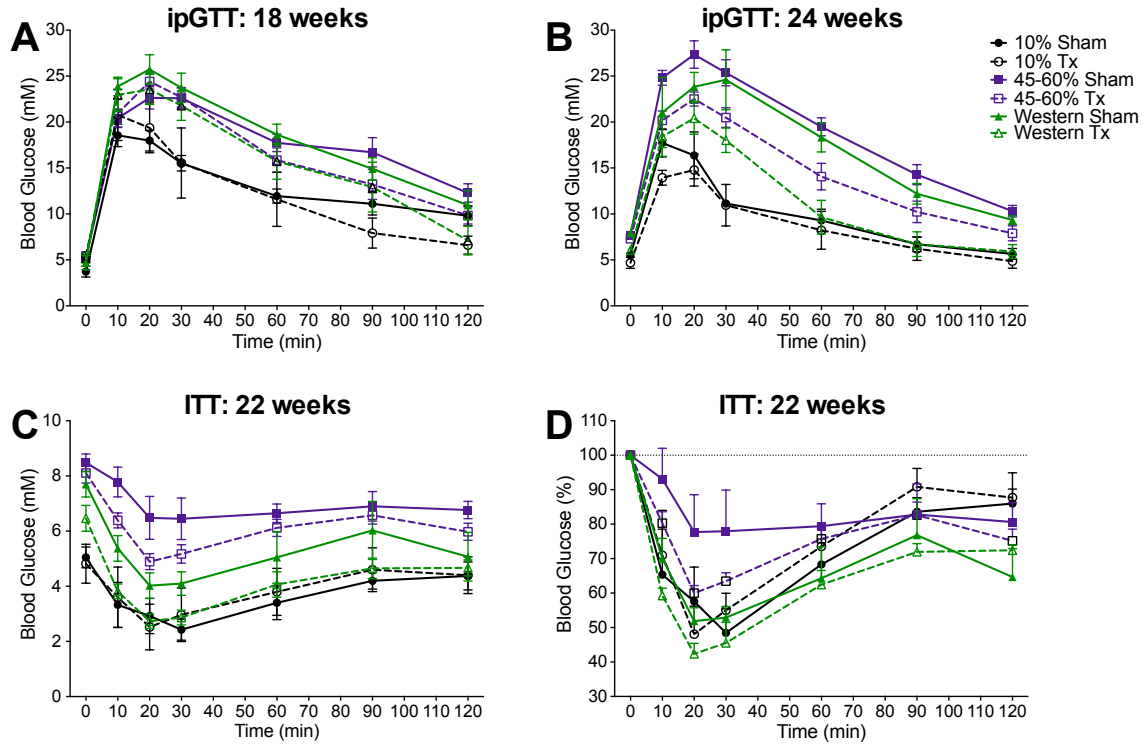 A
ipGTT: 18 weeks
30
25
20
15
10
5
0
Blood Glucose (mM)
0 10 20 30 40 50 60 70 80 90 100 110 120
Time (min)
B
ipGTT: 24 weeks
30
25
20
15
10
5
0
Blood Glucose (mM)
0 10 20 30 40 50 60 70 80 90 100 110 120
Time (min)
10% Sham
10% Tx
45-60% Sham
45-60% Tx
Western Sham
Western Tx
C
ITT: 22 weeks
10
8
6
4
2
0
Blood Glucose (mM)
0 10 20 30 40 50 60 70 80 90 100 110 120
Time (min)
D
ITT: 22 weeks
110
100
90
80
70
60
50
40
30
Blood Glucose (%)
0 10 20 30 40 50 60 70 80 90 100 110 120
Time (min)